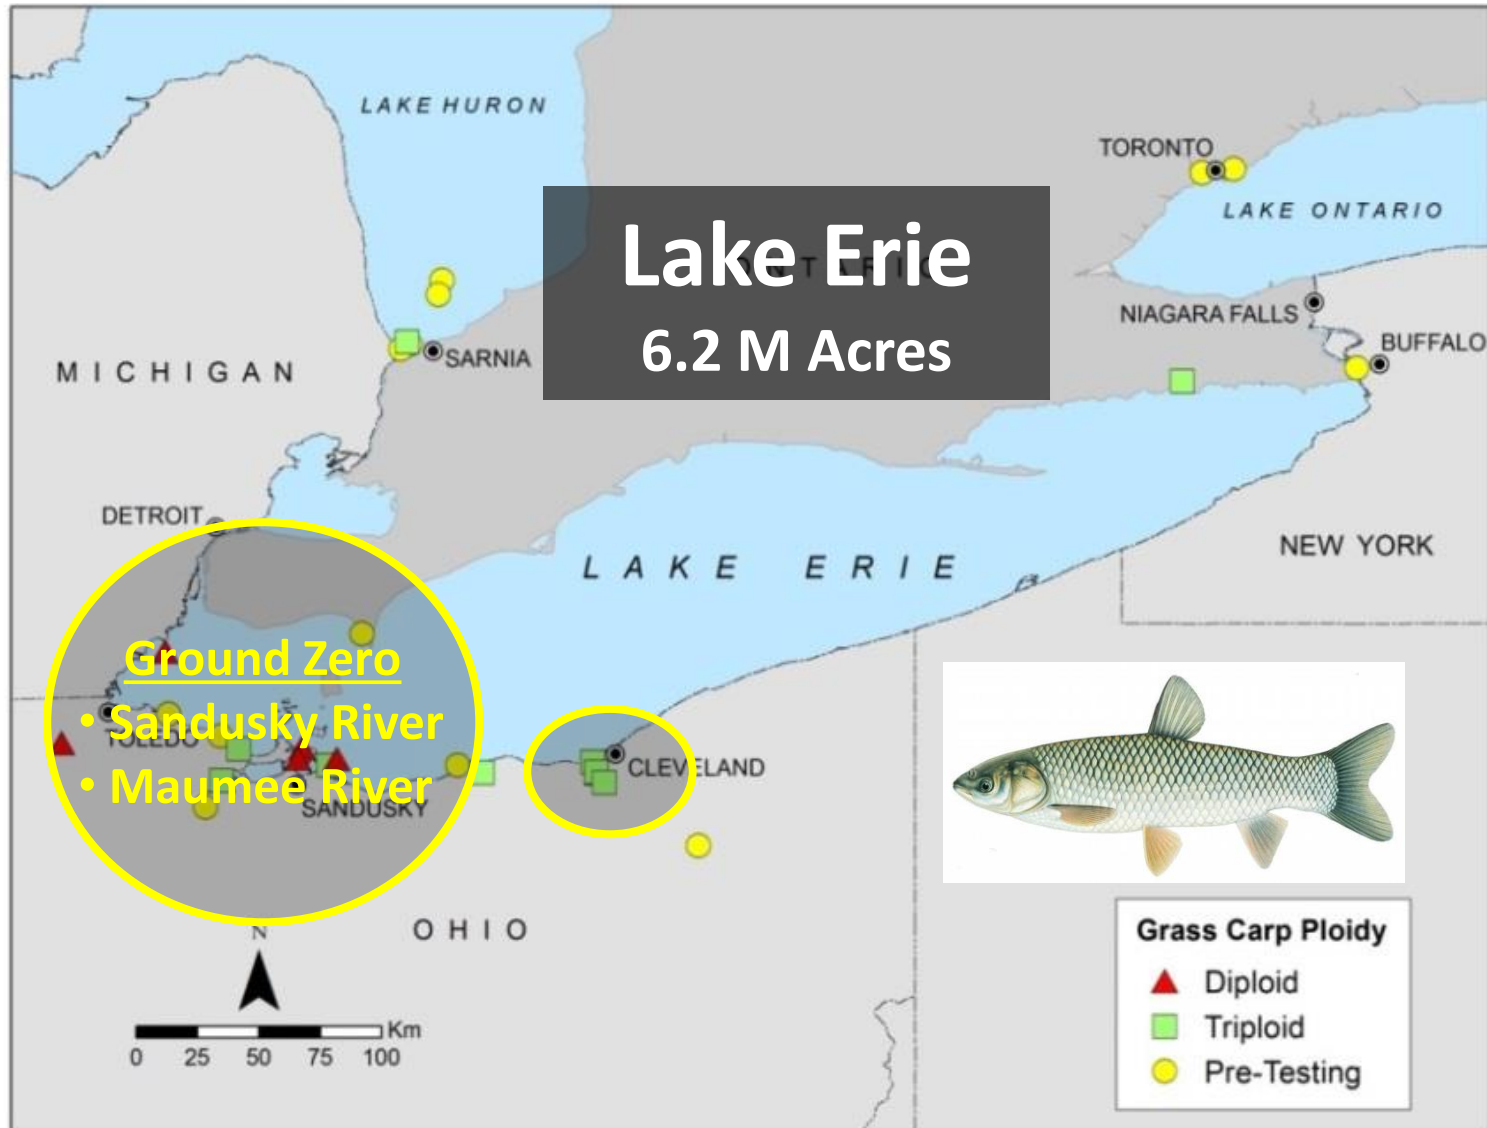 LAKE HURON
TORONTO
LAKE ONTARIO
Lake Erie
ONTARIO
6.2 M Acres
NIAGARA FALLS
BUFFALO
SARNIA
MICHIGAN
DETROIT
NEW YORK
LAKE ERIE
Ground Zero
• Sandusky River
TOLEDO
• Maumee River
SANDUSKY
CLEVELAND
OHIO
N
Km
0 25 50 75 100
Grass Carp Ploidy
Diploid
Triploid
Pre-Testing